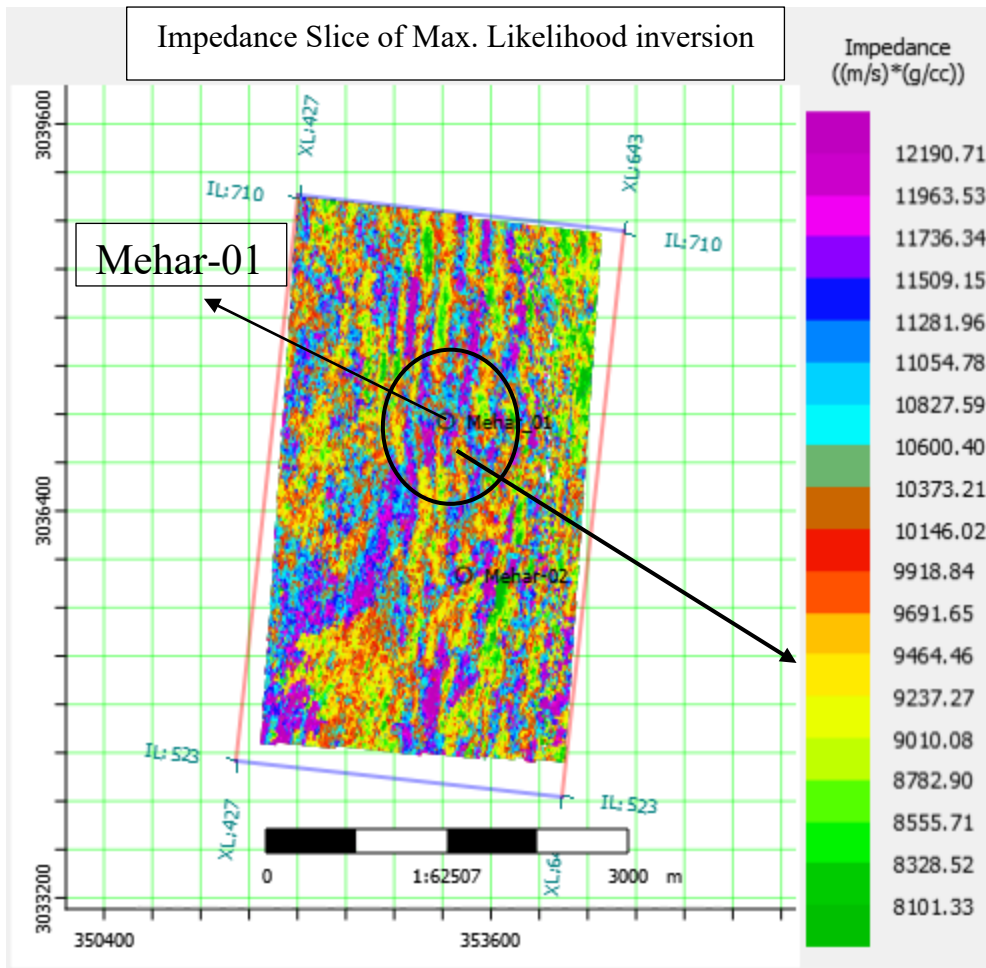 Impedance Slice of Max. Likelihood inversion
Impedance
((m/s)*(g/cc))
12190.71
11963.53
11736.34
11509.15
11281.96
11054.78
10827.59
10600.40
10373.21
10146.02
9918.84
9691.65
9464.46
9237.27
9010.08
8782.90
8555.71
8328.52
8101.33
3039600
3036400
3033200
XL:427
XL:643
IL:710
IL:710
Mehar-01
Mehar_01
Mehar-02
IL:523
IL:523
XL:427
XL:64
0
1:62507
3000 m
350400
353600